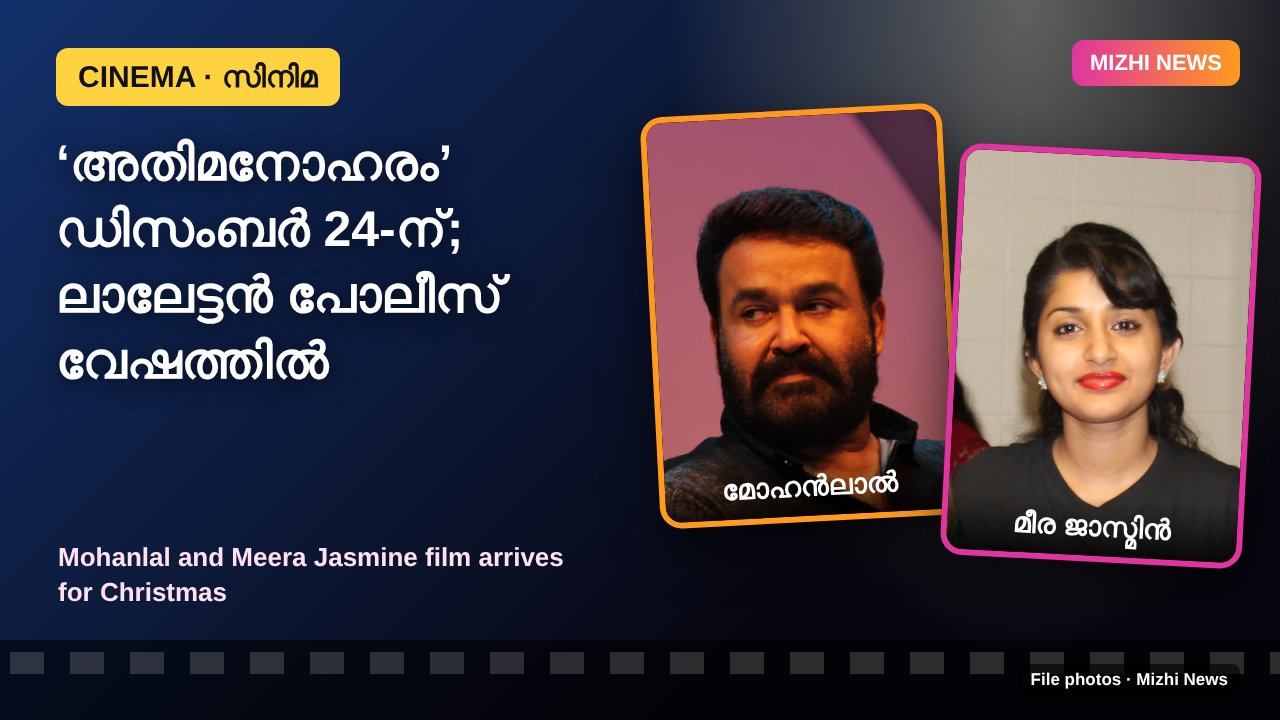 CINEMA · സിനിമ
MIZHI NEWS
‘അതിമനോഹരം’
ഡിസംബർ 24-ന്;
ലാലേട്ടൻ പോലീസ്
വേഷത്തിൽ
മോഹൻലാൽ
മീര ജാസ്മിൻ
Mohanlal and Meera Jasmine film arrives
for Christmas
File photos · Mizhi News